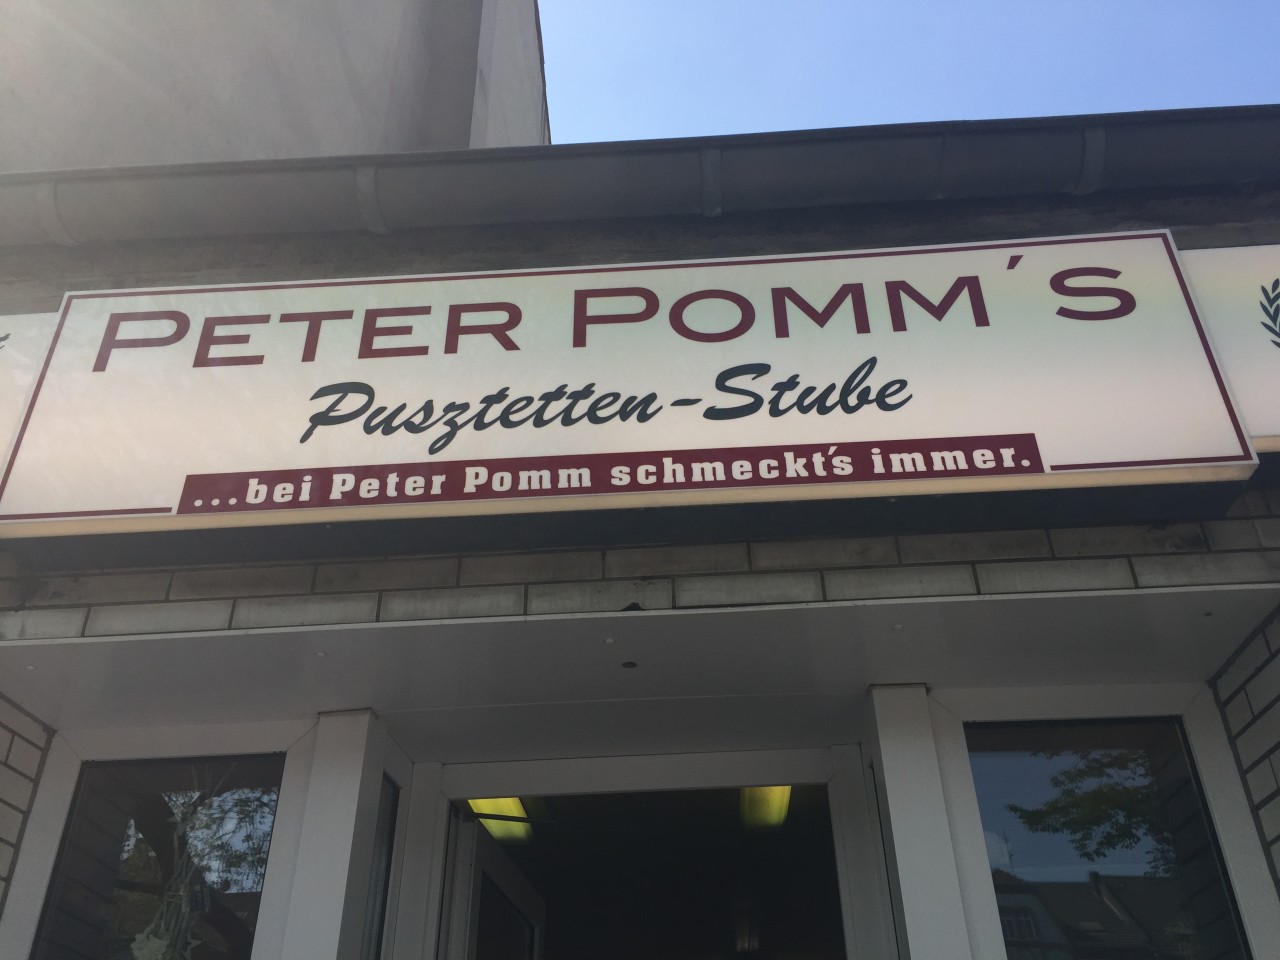 PETER POMM´S
Pusztetten-Stube
...bei Peter Pomm schmeckt´s immer.